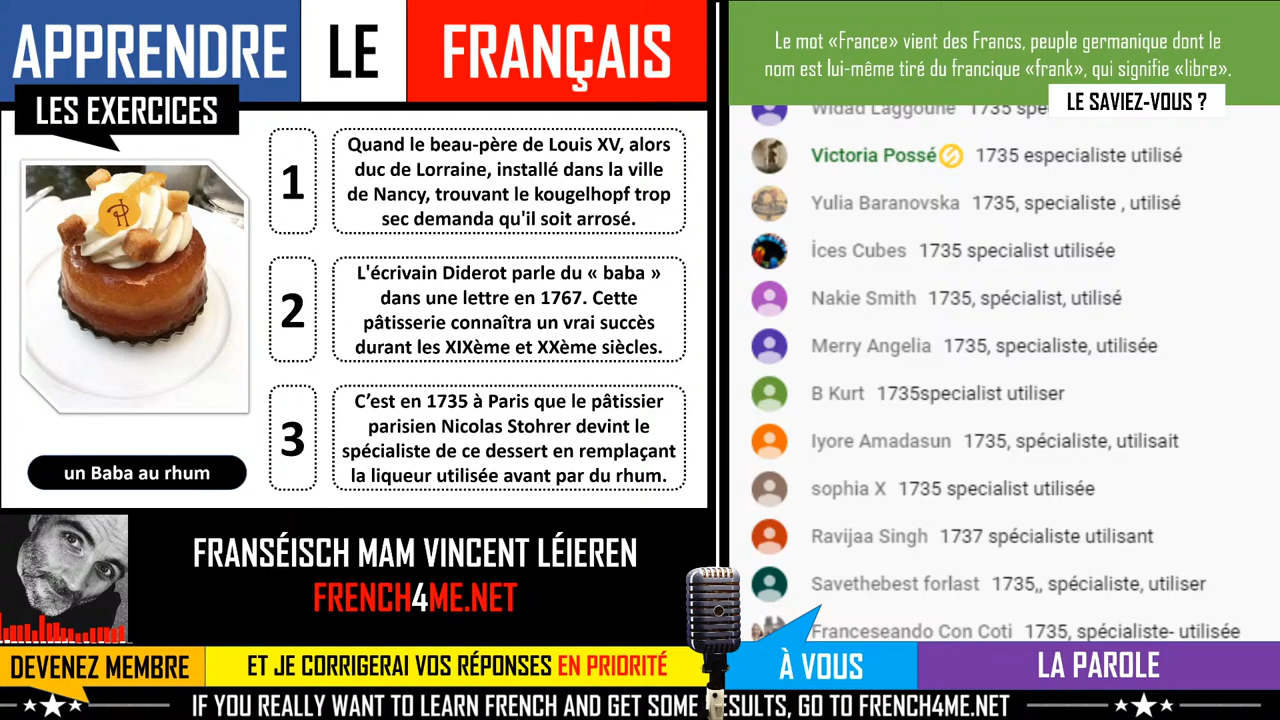 APPRENDRE LE FRANÇAIS
LES EXERCICES
1
Quand le beau-père de Louis XV, alors
duc de Lorraine, installé dans la ville
de Nancy, trouvant le kougelhopf trop
sec demanda qu'il soit arrosé.
2
L'écrivain Diderot parle du « baba »
dans une lettre en 1767. Cette
pâtisserie connaîtra un vrai succès
durant les XIXème et XXème siècles.
3
C’est en 1735 à Paris que le pâtissier
parisien Nicolas Stohrer devint le
spécialiste de ce dessert en remplaçant
la liqueur utilisée avant par du rhum.
un Baba au rhum
FRANSÉISCH MAM VINCENT LÉIEREN
FRENCH4ME.NET
Le mot «France» vient des Francs, peuple germanique dont le
nom est lui-même tiré du francique «frank», qui signifie «libre».
LE SAVIEZ-VOUS ?
Widad Laggoune 1735 spe
Victoria Possé 1735 especialiste utilisé
Yulia Baranovska 1735, specialiste , utilisé
İces Cubes 1735 specialist utilisée
Nakie Smith 1735, spécialist, utilisé
Merry Angelia 1735, specialiste, utilisée
B Kurt 1735specialist utiliser
Iyore Amadasun 1735, spécialiste, utilisait
sophia X 1735 specialist utilisée
Ravijaa Singh 1737 spécialiste utilisant
Savethebest forlast 1735,, spécialiste, utiliser
Franceseando Con Coti 1735, spécialiste- utilisée
DEVENEZ MEMBRE
ET JE CORRIGERAI VOS RÉPONSES EN PRIORITÉ
À VOUS
LA PAROLE
IF YOU REALLY WANT TO LEARN FRENCH AND GET SOME RESULTS, GO TO FRENCH4ME.NET